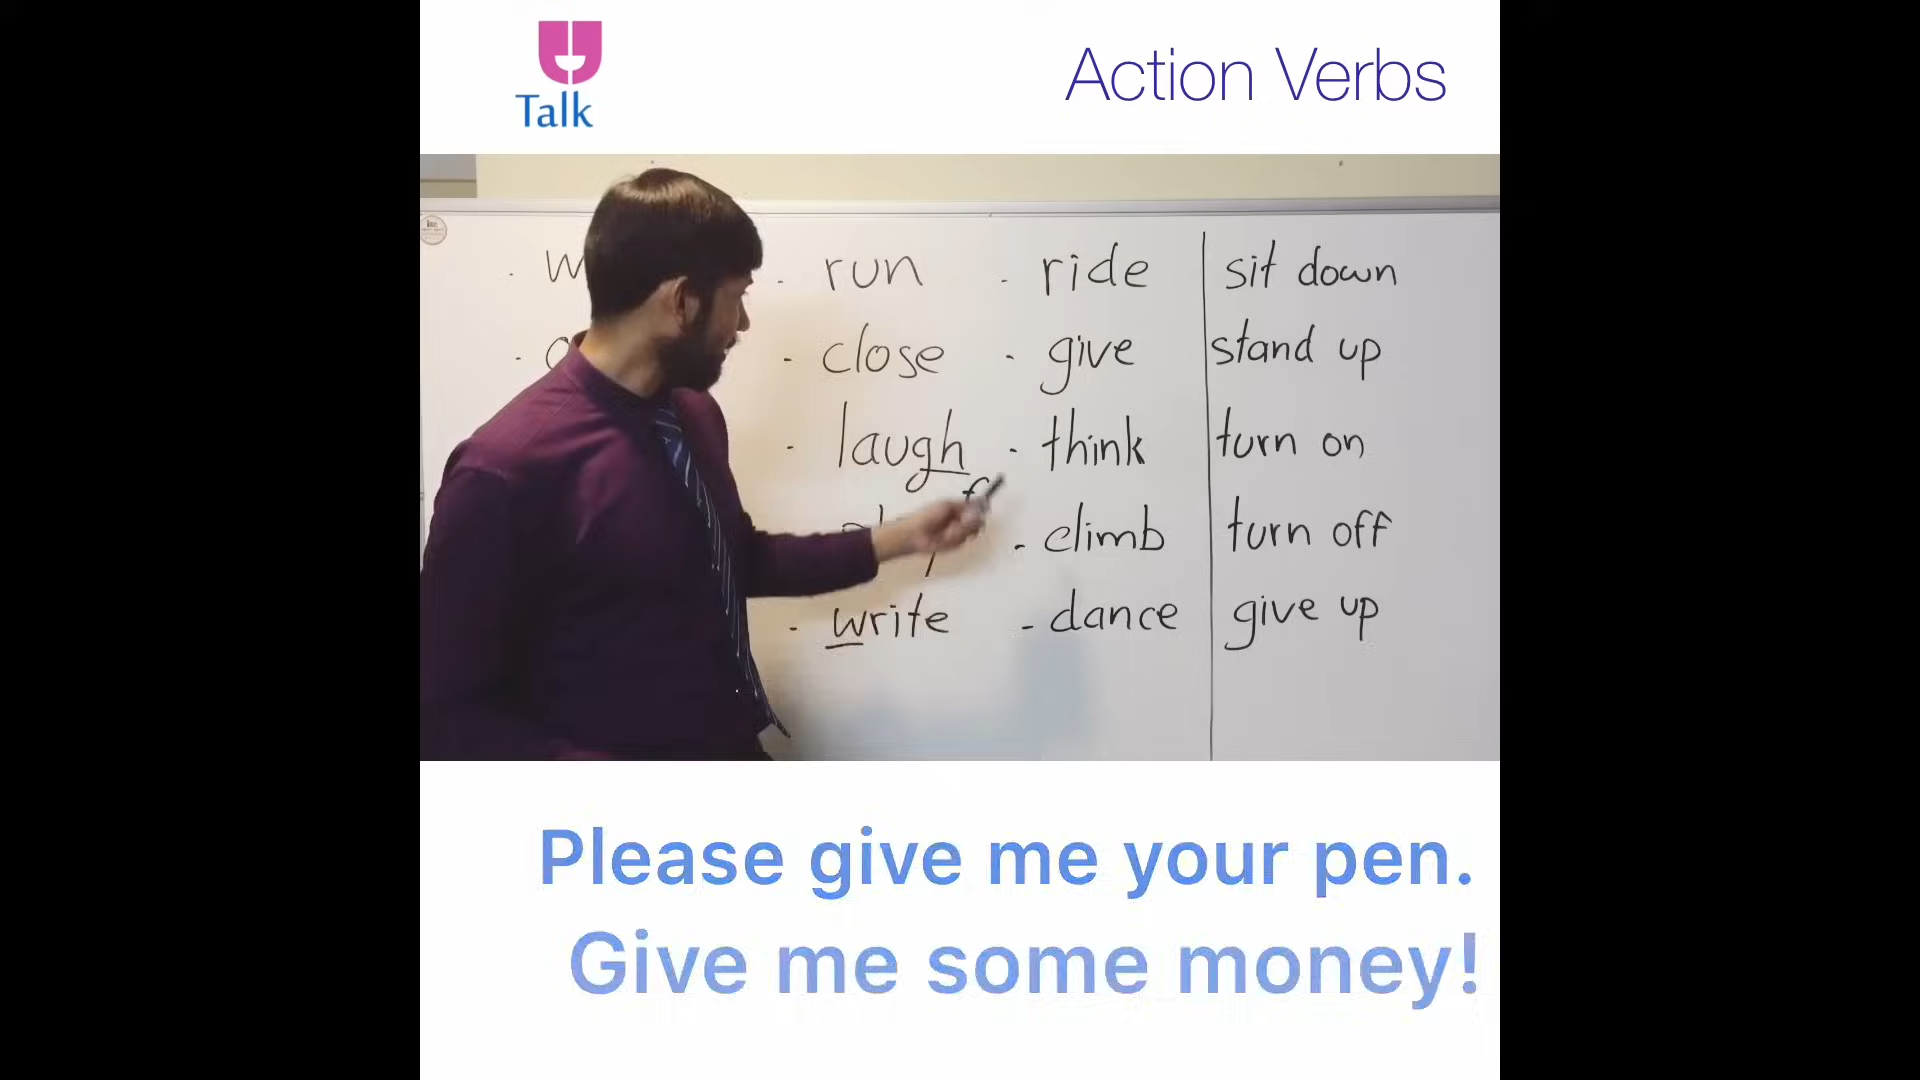 Talk
Action Verbs
run
ride
sit down
close
give
stand up
laugh
think
turn on
f
climb
turn off
write
dance
give up
Please give me your pen.
Give me some money!